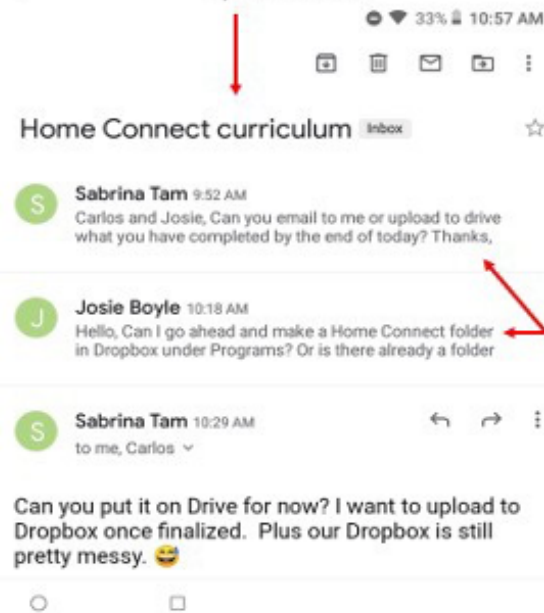 33% 10:57 AM
Home Connect curriculum Inbox
S Sabrina Tam 9:52 AM
Carlos and Josie, Can you email to me or upload to drive
what you have completed by the end of today? Thanks,
J Josie Boyle 10:18 AM
Hello, Can I go ahead and make a Home Connect folder
in Dropbox under Programs? Or is there already a folder
S Sabrina Tam 10:29 AM
to me, Carlos
Can you put it on Drive for now? I want to upload to
Dropbox once finalized. Plus our Dropbox is still
pretty messy. 😅